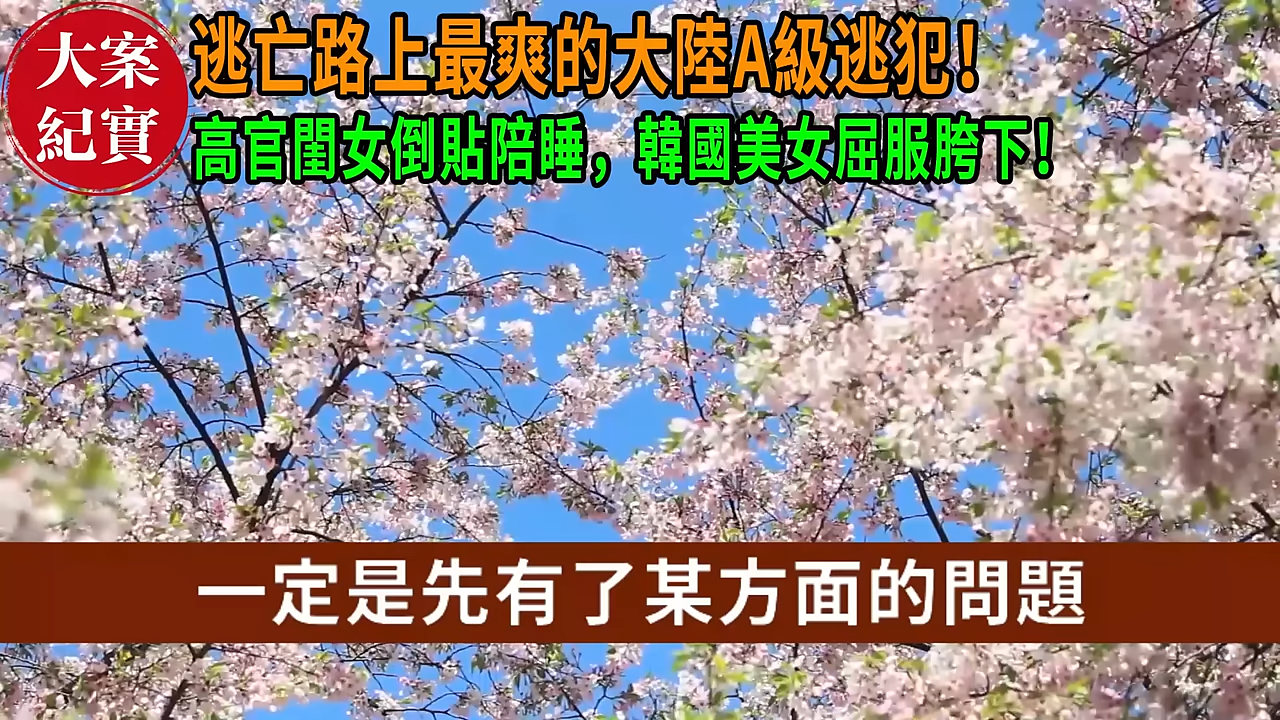 大案
紀實
逃亡路上最爽的大陸A級逃犯！
高官閨女倒貼陪睡，韓國美女屈服胯下！
一定是先有了某方面的問題